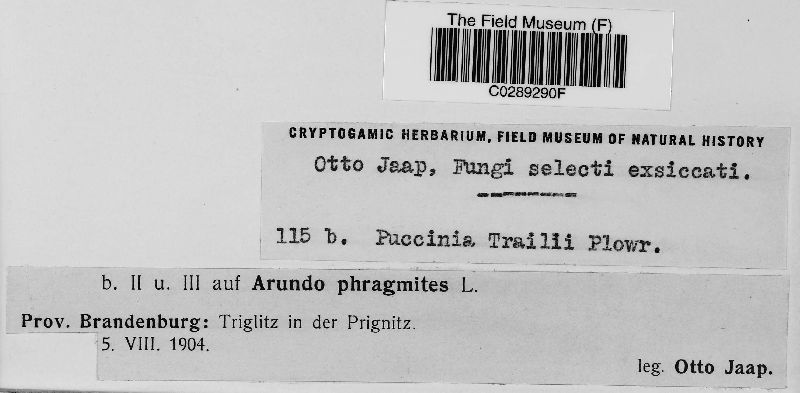 The Field Museum (F)
C0289290F
CRYPTOGAMIC HERBARIUM, FIELD MUSEUM OF NATURAL HISTORY
Otto Jaap, Fungi selecti exsiccati.
115 b. Puccinia Trailii Plowr.
b. II u. III auf Arundo phragmites L.
Prov. Brandenburg: Triglitz in der Prignitz.
5. VIII. 1904.
leg. Otto Jaap.